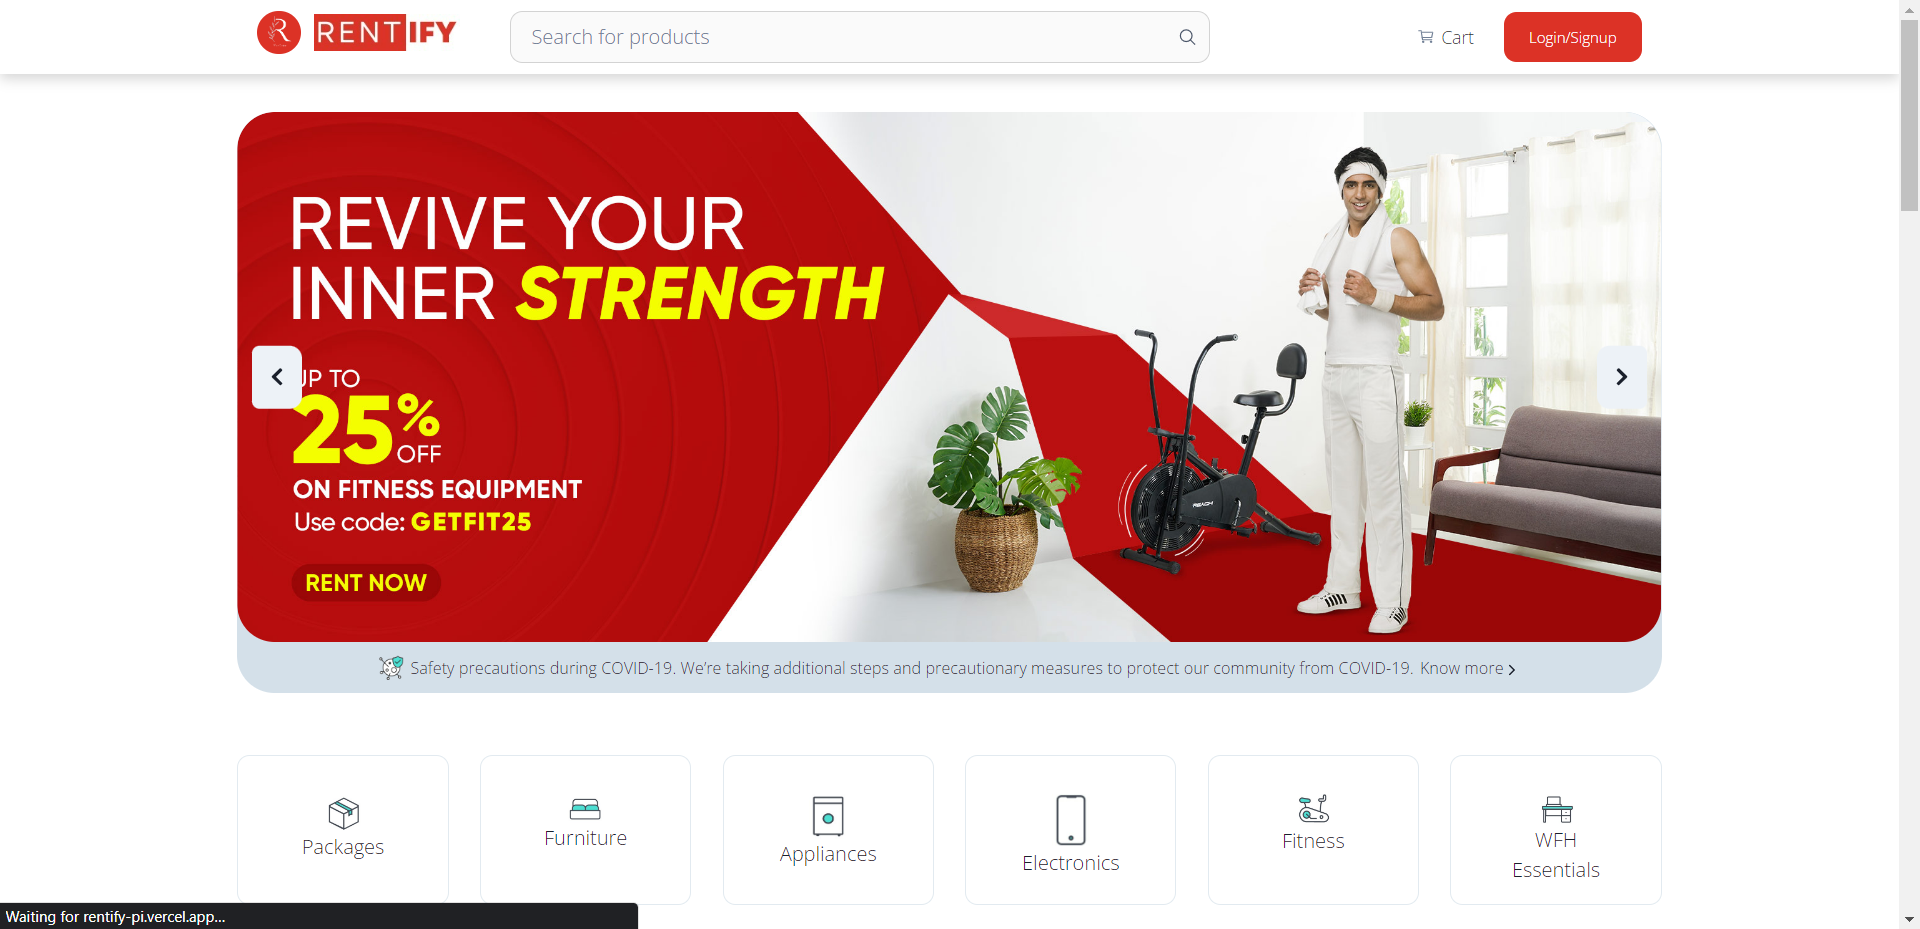 RENTIFY
Search for products
Cart
Login/Signup
REVIVE YOUR
INNER STRENGTH
UP TO
25%
OFF
ON FITNESS EQUIPMENT
Use code: GETFIT25
RENT NOW
REACH
Safety precautions during COVID-19. We’re taking additional steps and precautionary measures to protect our community from COVID-19. Know more
Packages
Furniture
Appliances
Electronics
Fitness
WFH
Essentials
Waiting for rentify-pi.vercel.app...